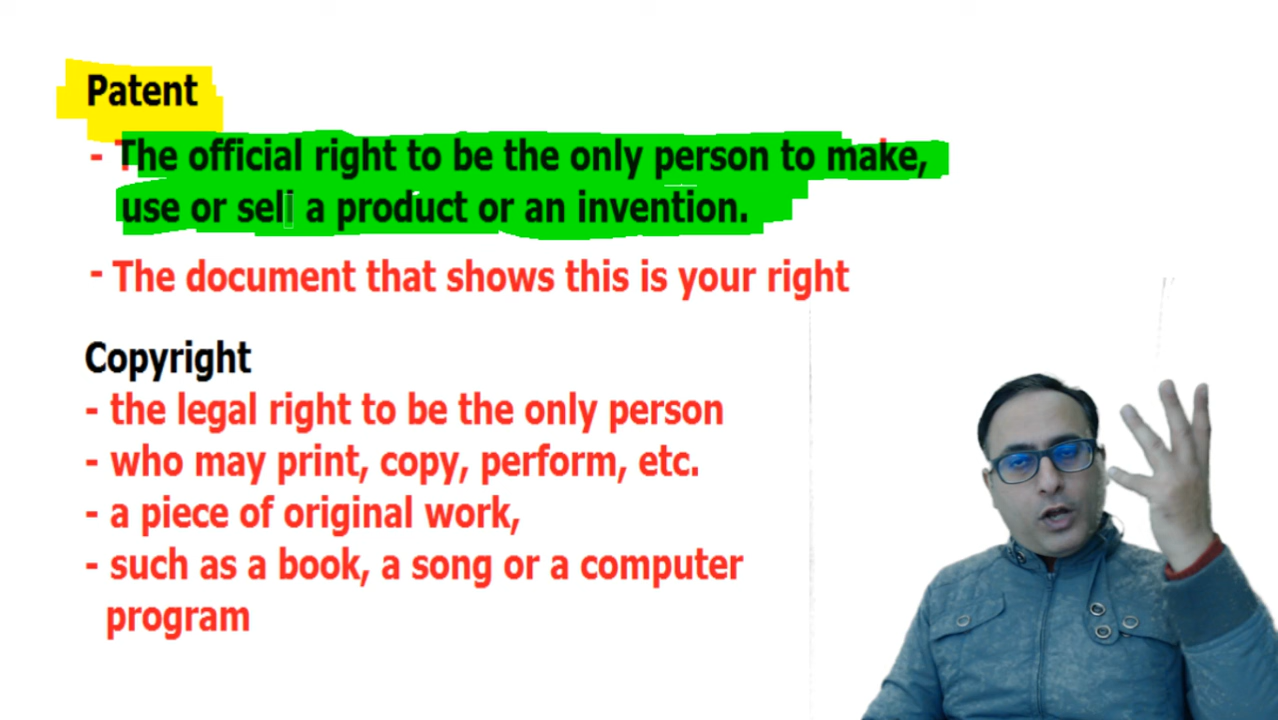 Patent
- The official right to be the only person to make,
use or sell a product or an invention.
- The document that shows this is your right
Copyright
- the legal right to be the only person
- who may print, copy, perform, etc.
- a piece of original work,
- such as a book, a song or a computer
program